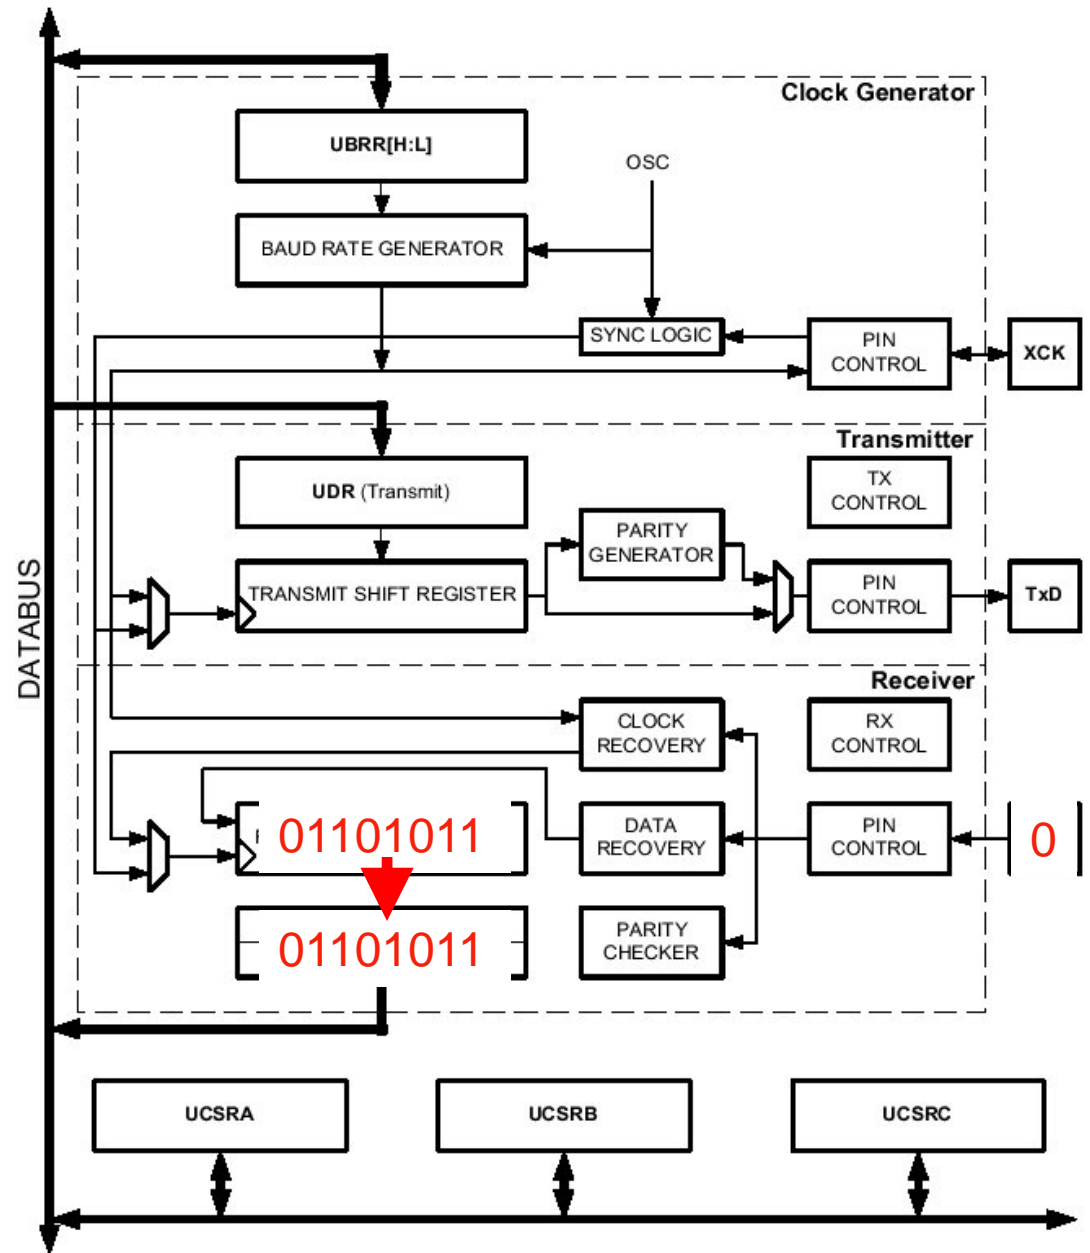 Clock Generator
UBRR[H:L]
OSC
BAUD RATE GENERATOR
SYNC LOGIC
PIN
CONTROL
XCK
Transmitter
UDR (Transmit)
TX
CONTROL
PARITY
GENERATOR
TRANSMIT SHIFT REGISTER
PIN
CONTROL
TxD
DATABUS
Receiver
CLOCK
RECOVERY
RX
CONTROL
01101011
DATA
RECOVERY
PIN
CONTROL
0
01101011
PARITY
CHECKER
UCSRA
UCSRB
UCSRC